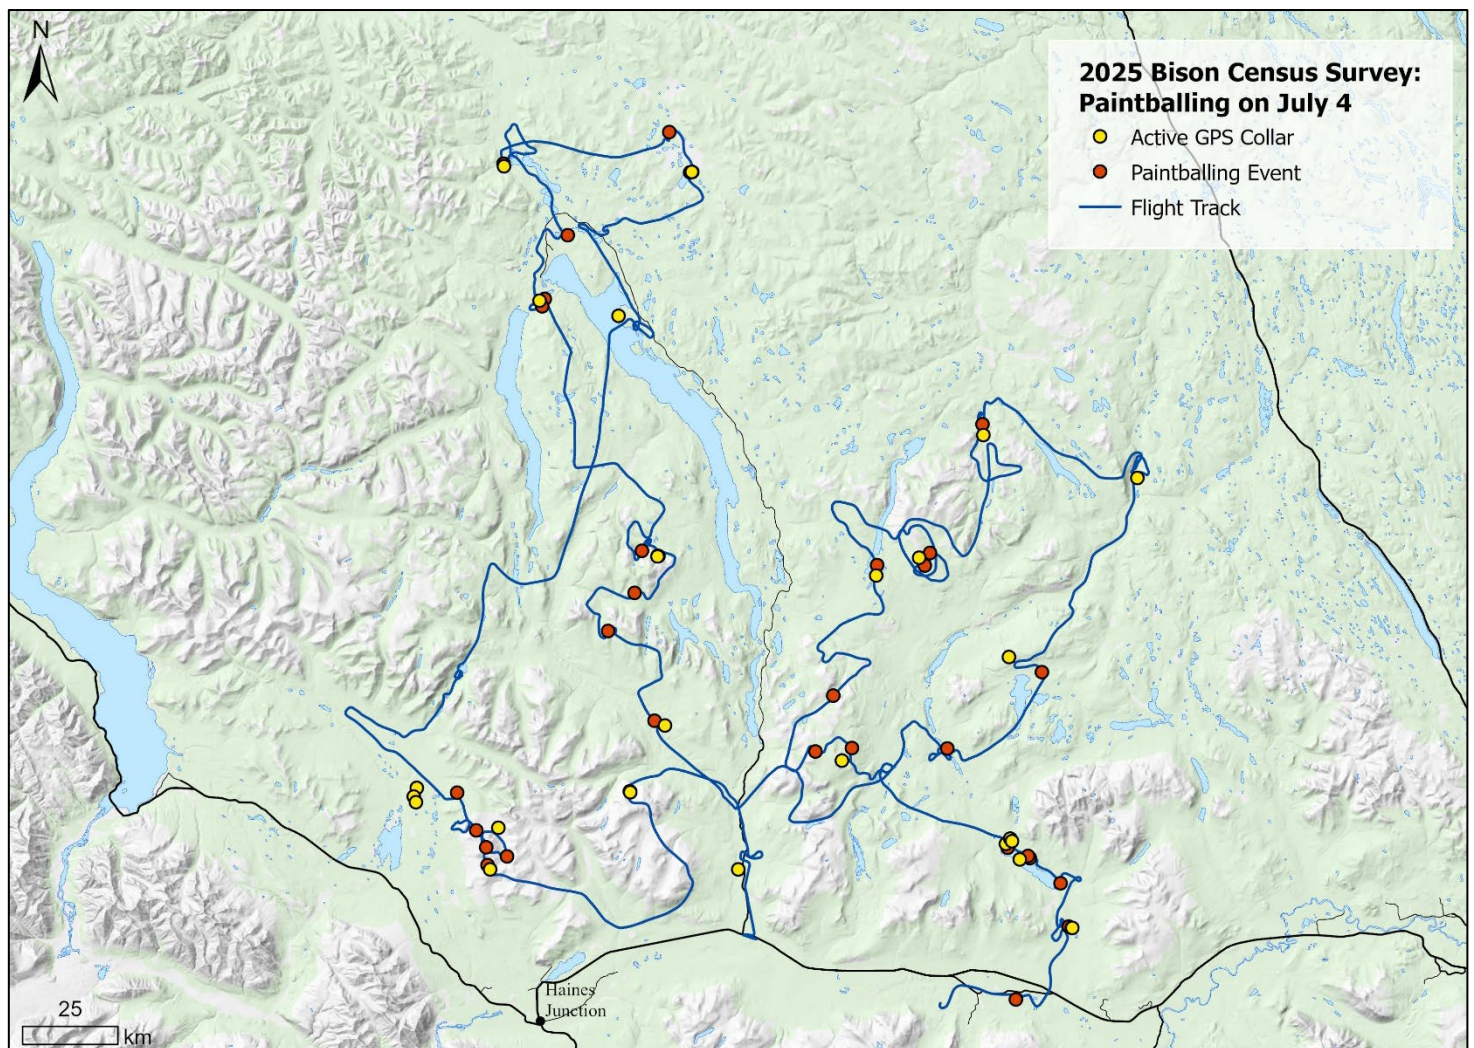 N
2025 Bison Census Survey:
Paintballing on July 4
Active GPS Collar
Paintballing Event
Flight Track
Haines
Junction
25
km